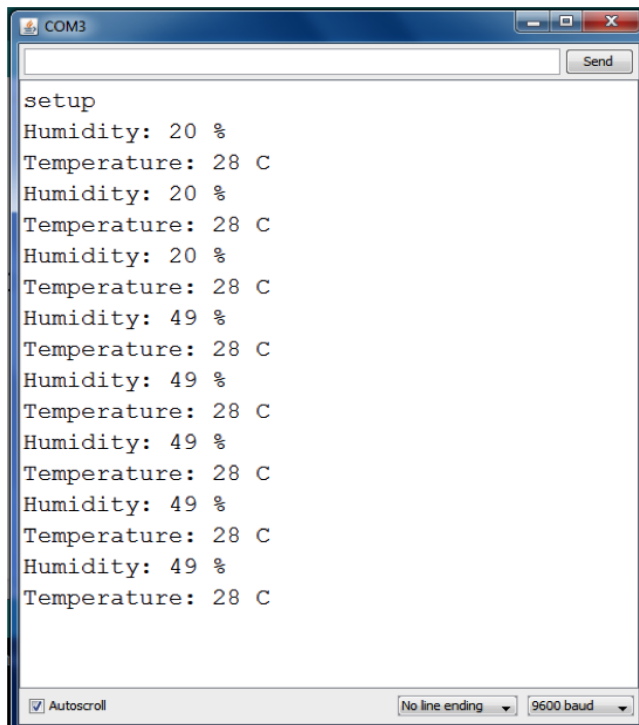 COM3
Send
setup
Humidity: 20 %
Temperature: 28 C
Humidity: 20 %
Temperature: 28 C
Humidity: 20 %
Temperature: 28 C
Humidity: 49 %
Temperature: 28 C
Humidity: 49 %
Temperature: 28 C
Humidity: 49 %
Temperature: 28 C
Humidity: 49 %
Temperature: 28 C
Humidity: 49 %
Temperature: 28 C
Autoscroll
No line ending
9600 baud